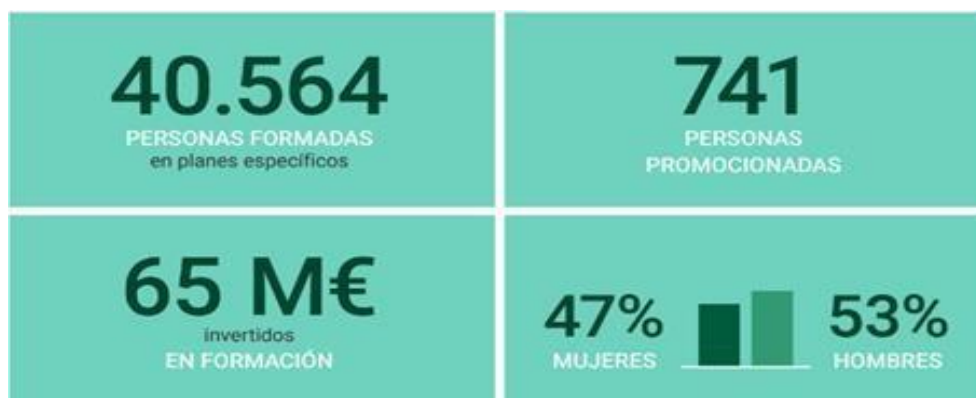 40.564
PERSONAS FORMADAS
en planes específicos
741
PERSONAS
PROMOCIONADAS
65 M€
invertidos
EN FORMACIÓN
47%
MUJERES
53%
HOMBRES